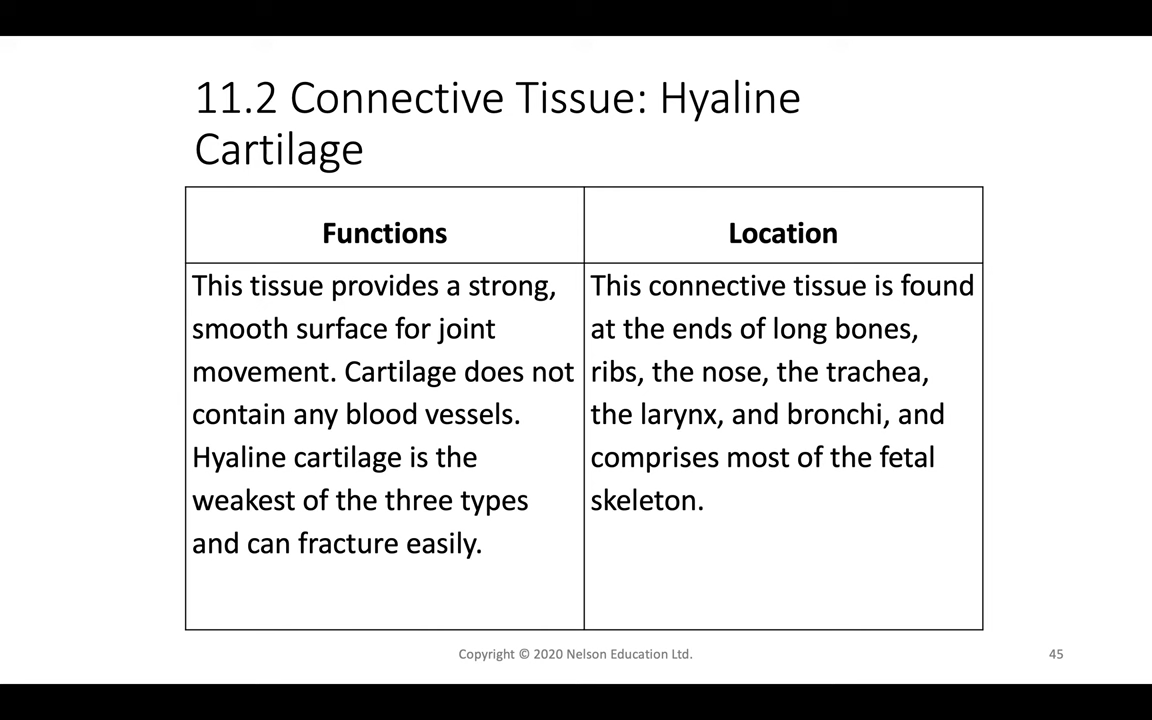 11.2 Connective Tissue: Hyaline
Cartilage
Functions
Location
This tissue provides a strong,
smooth surface for joint
movement. Cartilage does not
contain any blood vessels.
Hyaline cartilage is the
weakest of the three types
and can fracture easily.
This connective tissue is found
at the ends of long bones,
ribs, the nose, the trachea,
the larynx, and bronchi, and
comprises most of the fetal
skeleton.
Copyright © 2020 Nelson Education Ltd.
45